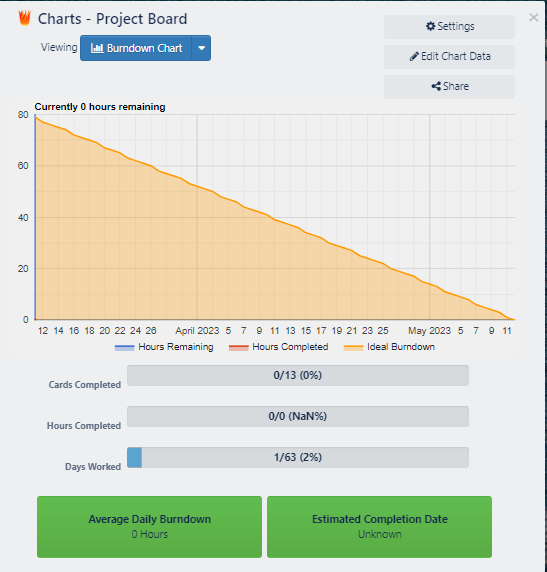 Charts - Project Board
Settings
Viewing Burndown Chart
Edit Chart Data
Share
Currently 0 hours remaining
80
60
40
20
0
12 14 16 18 20 22 24 26 April 2023 5 7 9 11 13 15 17 19 21 23 25 May 2023 5 7 9 11
Hours Remaining Hours Completed Ideal Burndown
Cards Completed 0/13 (0%)
Hours Completed 0/0 (NaN%)
Days Worked 1/63 (2%)
Average Daily Burndown
0 Hours
Estimated Completion Date
Unknown